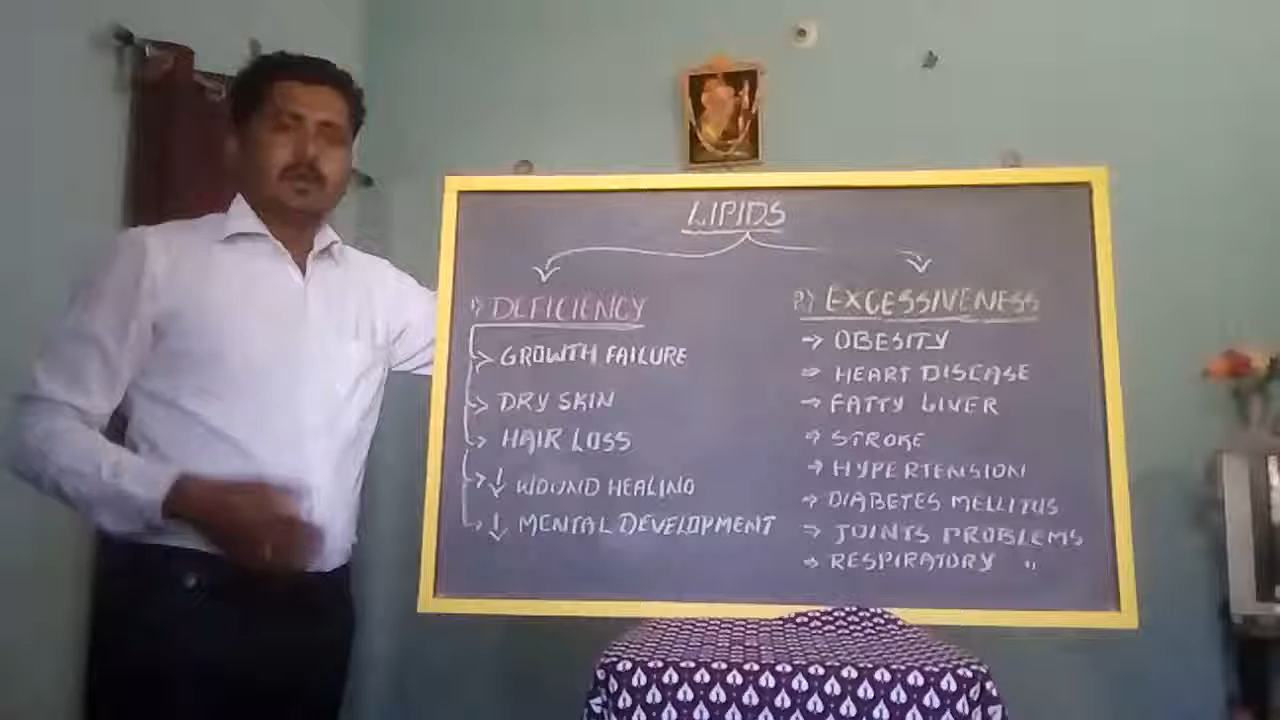 LIPIDS
1) DEFICIENCY
→ GROWTH FAILURE
→ DRY SKIN
→ HAIR LOSS
→ ↓ WOUND HEALING
→ ↓ MENTAL DEVELOPMENT
2) EXCESSIVENESS
→ OBESITY
→ HEART DISEASE
→ FATTY LIVER
→ STROKE
→ HYPERTENSION
→ DIABETES MELLITUS
→ JOINTS PROBLEMS
→ RESPIRATORY "